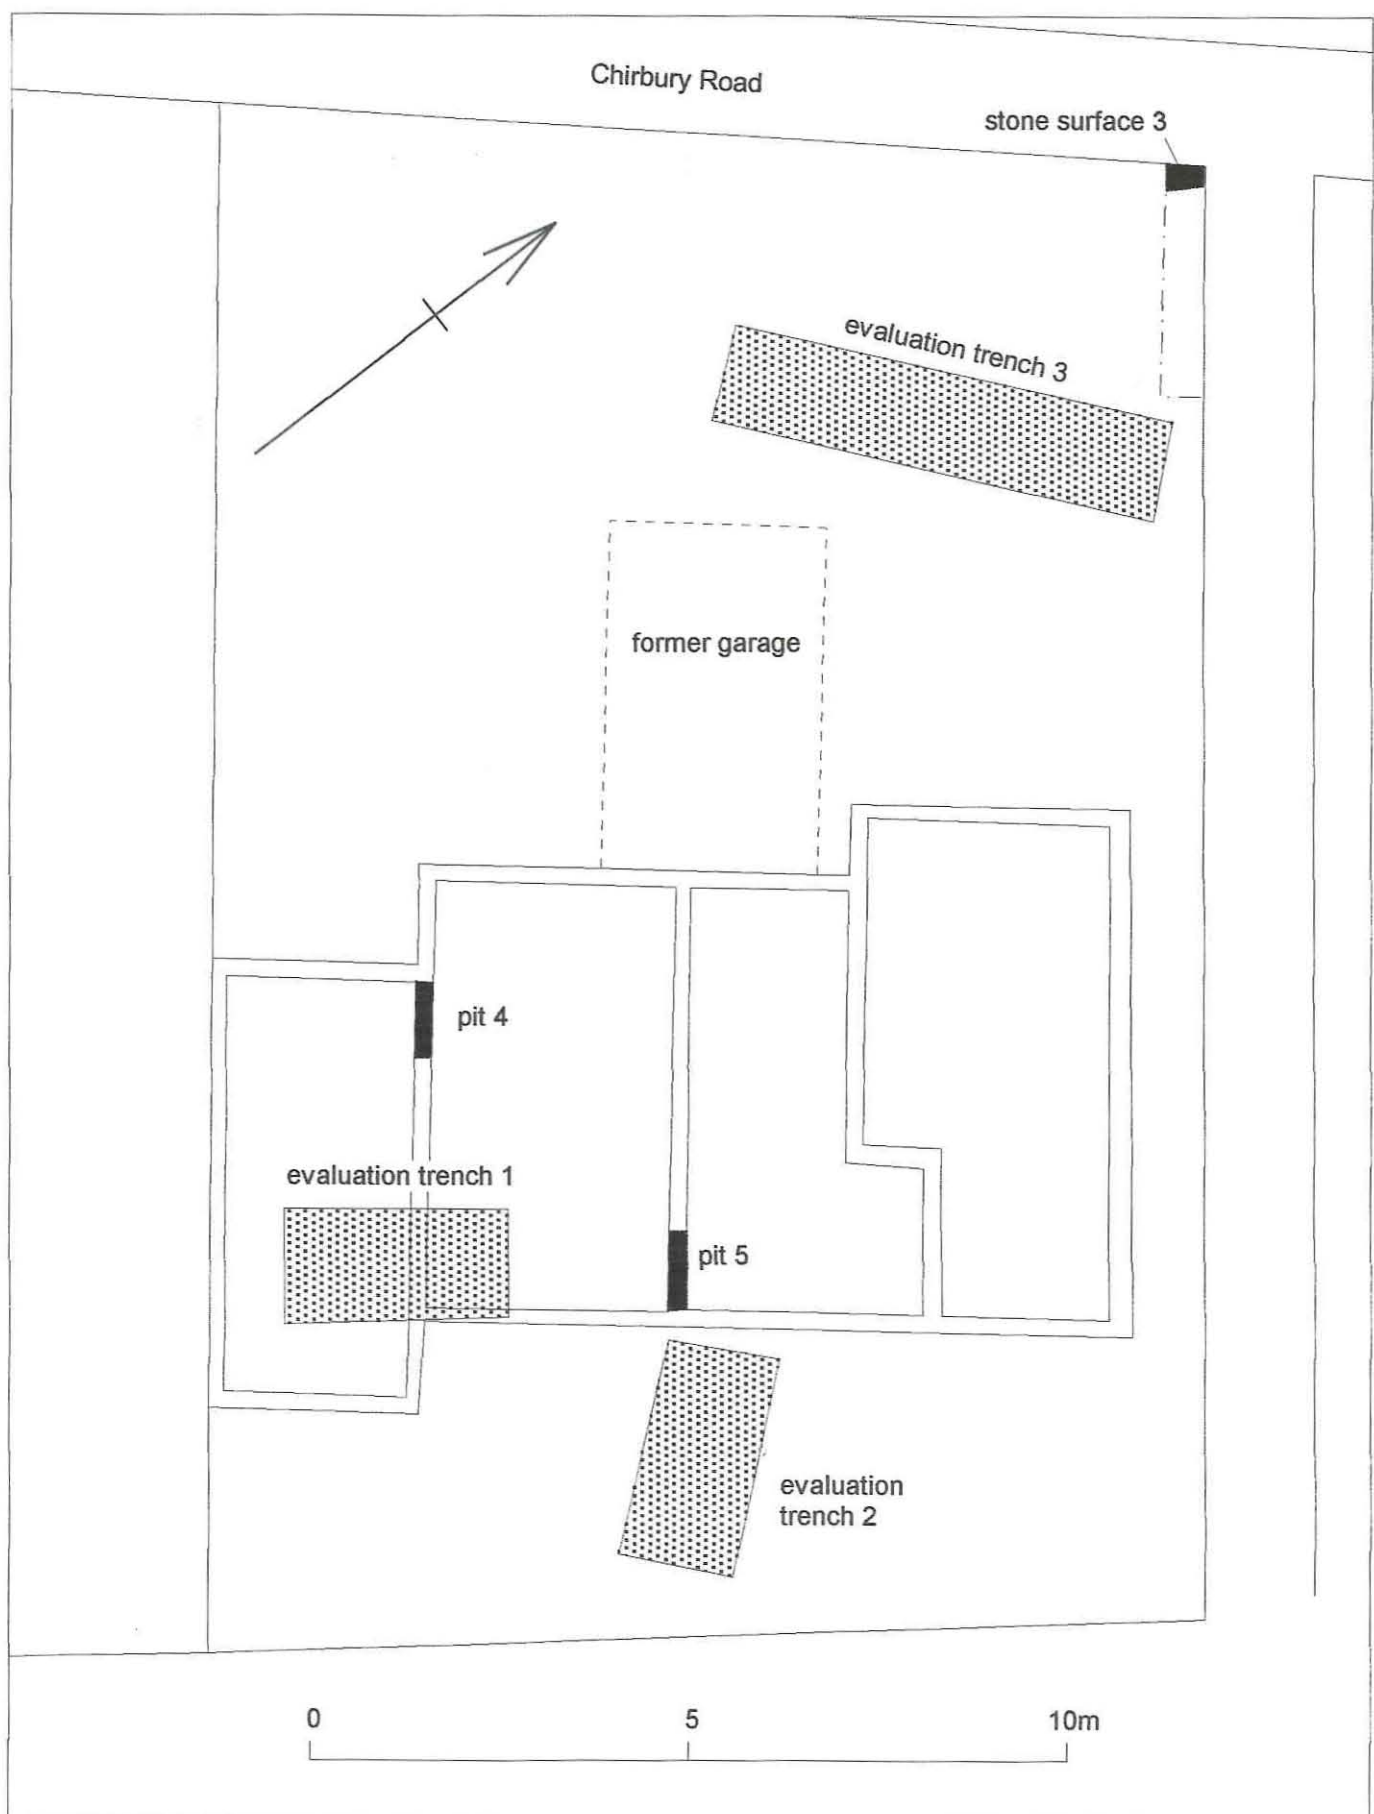 Chirbury Road
stone surface 3
evaluation trench 3
former garage
pit 4
evaluation trench 1
pit 5
evaluation
trench 2
0 5 10m